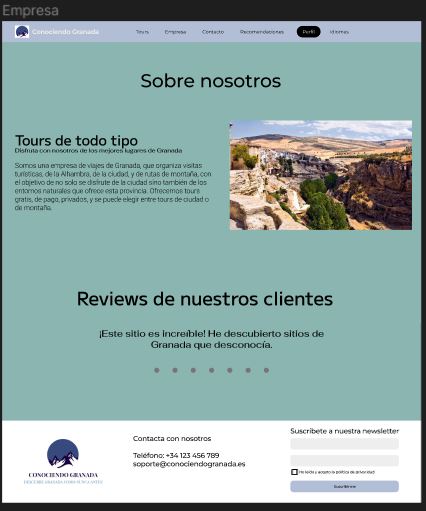 Empresa
Conociendo Granada
Tours
Empresa
Contacto
Recomendaciones
Perfil
Idiomas
Sobre nosotros
Tours de todo tipo
Disfruta con nosotros de los mejores lugares de Granada
Somos una empresa de viajes de Granada, que organiza visitas
turísticas, de la Alhambra, de la ciudad, y de rutas de montaña, con
el objetivo de no solo se disfrute de la ciudad sino también de los
entornos naturales que ofrece esta provincia. Ofrecemos tours
gratis, de pago, privados, y se puede elegir entre tours de ciudad o
de montaña.
Reviews de nuestros clientes
¡Este sitio es increíble! He descubierto sitios de
Granada que desconocía.
CONOCIENDO GRANADA
DESCUBRE GRANADA COMO NUNCA ANTES
Contacta con nosotros
Teléfono: +34 123 456 789
soporte@conociendogranada.es
Suscríbete a nuestra newsletter
He leído y acepto la política de privacidad
Suscribirme